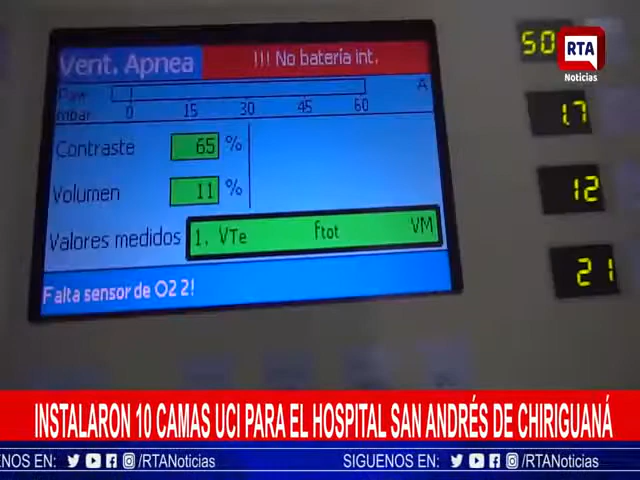 Vent. Apnea
!!! No batería int.
Paw
mbar
A
0 15 30 45 60
Contraste 65 %
Volumen 11 %
Valores medidos 1. VTe ftot VM
Falta sensor de O2 2!
50
17
12
21
RTA
Noticias
INSTALARON 10 CAMAS UCI PARA EL HOSPITAL SAN ANDRÉS DE CHIRIGUANÁ
NOS EN: /RTANoticias SIGUENOS EN: /RTANoticias